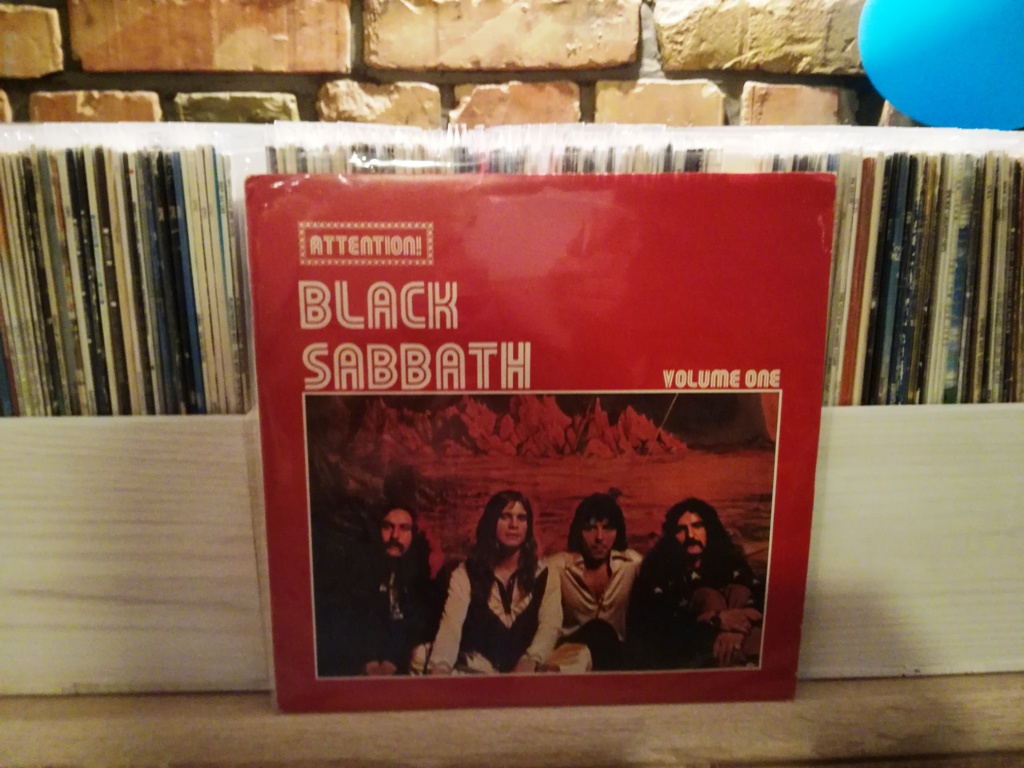 ATTENTION!
BLACK
SABBATH
VOLUME ONE